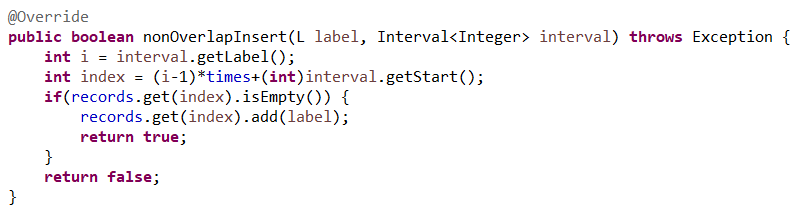 @Override
public boolean nonOverlapInsert(L label, Interval<Integer> interval) throws Exception {
    int i = interval.getLabel();
    int index = (i-1)*times+(int)interval.getStart();
    if(records.get(index).isEmpty()) {
        records.get(index).add(label);
        return true;
    }
    return false;
}